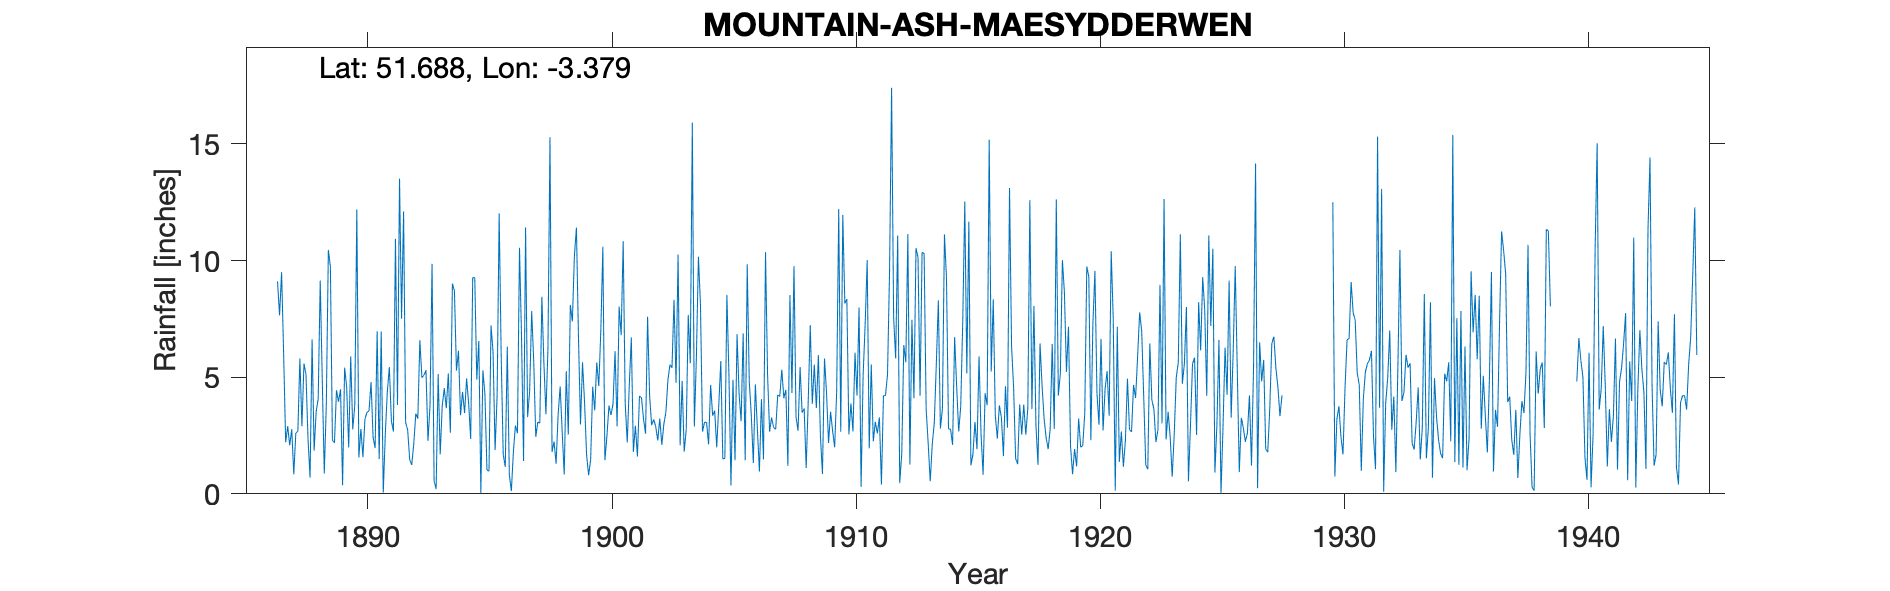 MOUNTAIN-ASH-MAESYDDERWEN
Lat: 51.688, Lon: -3.379
Rainfall [inches]
15
10
5
0
1890 1900 1910 1920 1930 1940
Year